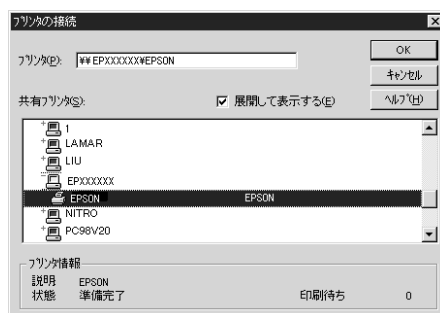 プリンタの接続
プリンタ(P): ¥¥EPXXXXXX¥EPSON
OK
キャンセル
ヘルプ(H)
共有プリンタ(S): 展開して表示する(E)
1
LAMAR
LIU
EPXXXXXX
EPSON EPSON
NITRO
PC98V20
プリンタ情報
説明 EPSON
状態 準備完了 印刷待ち 0